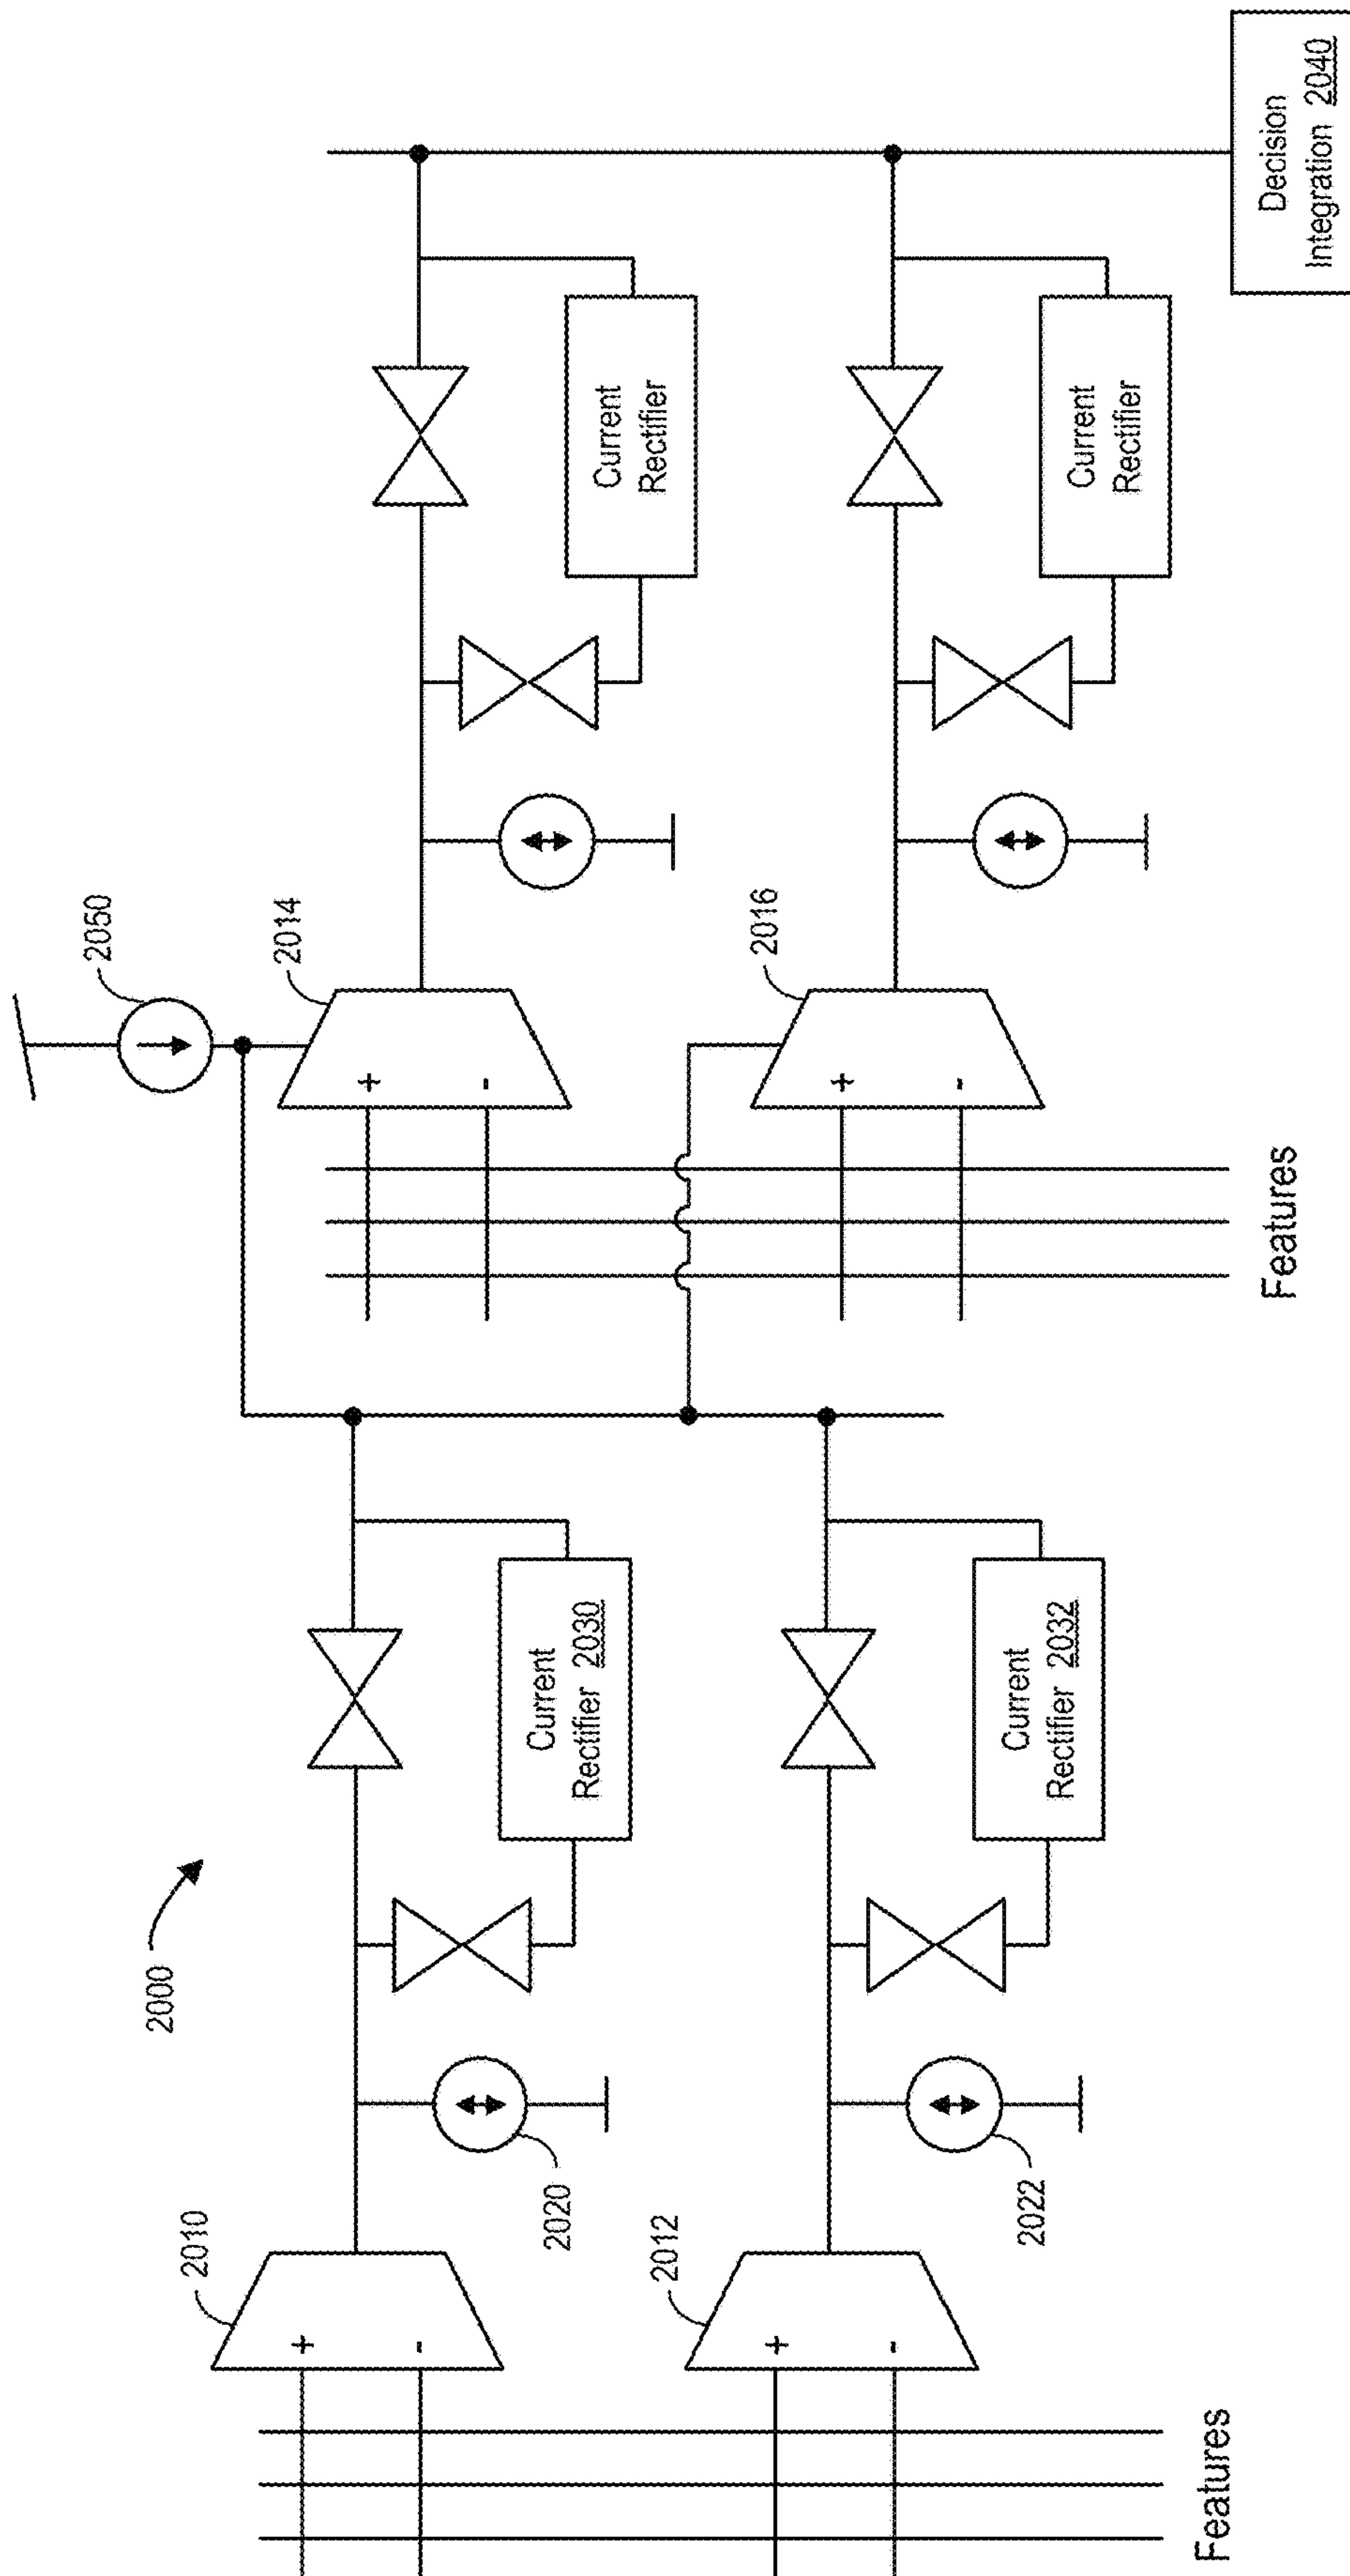 2000
2010
+
-
2012
+
-
2020
2022
Current
Rectifier 2030
Current
Rectifier 2032
Features
2050
2014
+
-
2016
+
-
Current
Rectifier
Current
Rectifier
Features
Decision
Integration 2040